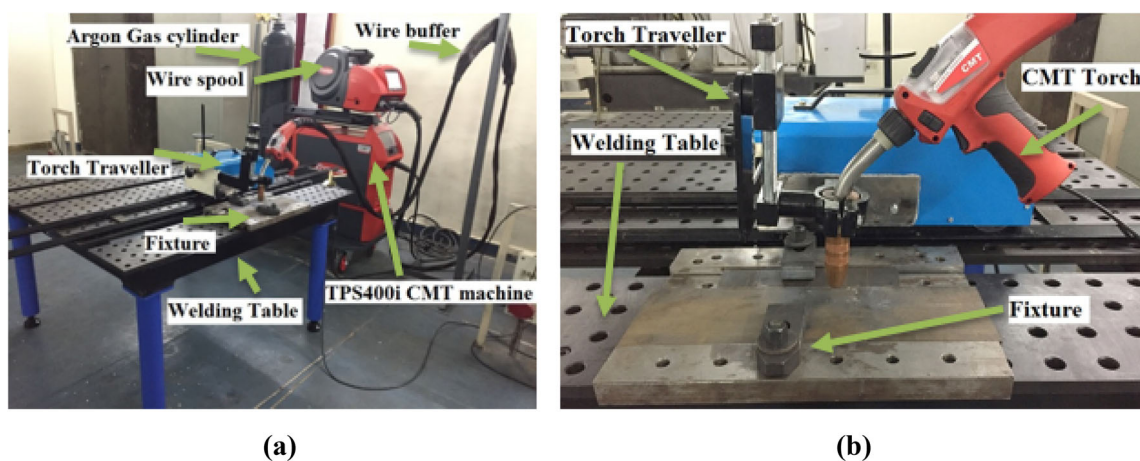 Argon Gas cylinder
Wire buffer
Wire spool
Torch Traveller
Fixture
TPS400i CMT machine
Welding Table
(a)
Torch Traveller
CMT
CMT Torch
Welding Table
Fixture
(b)